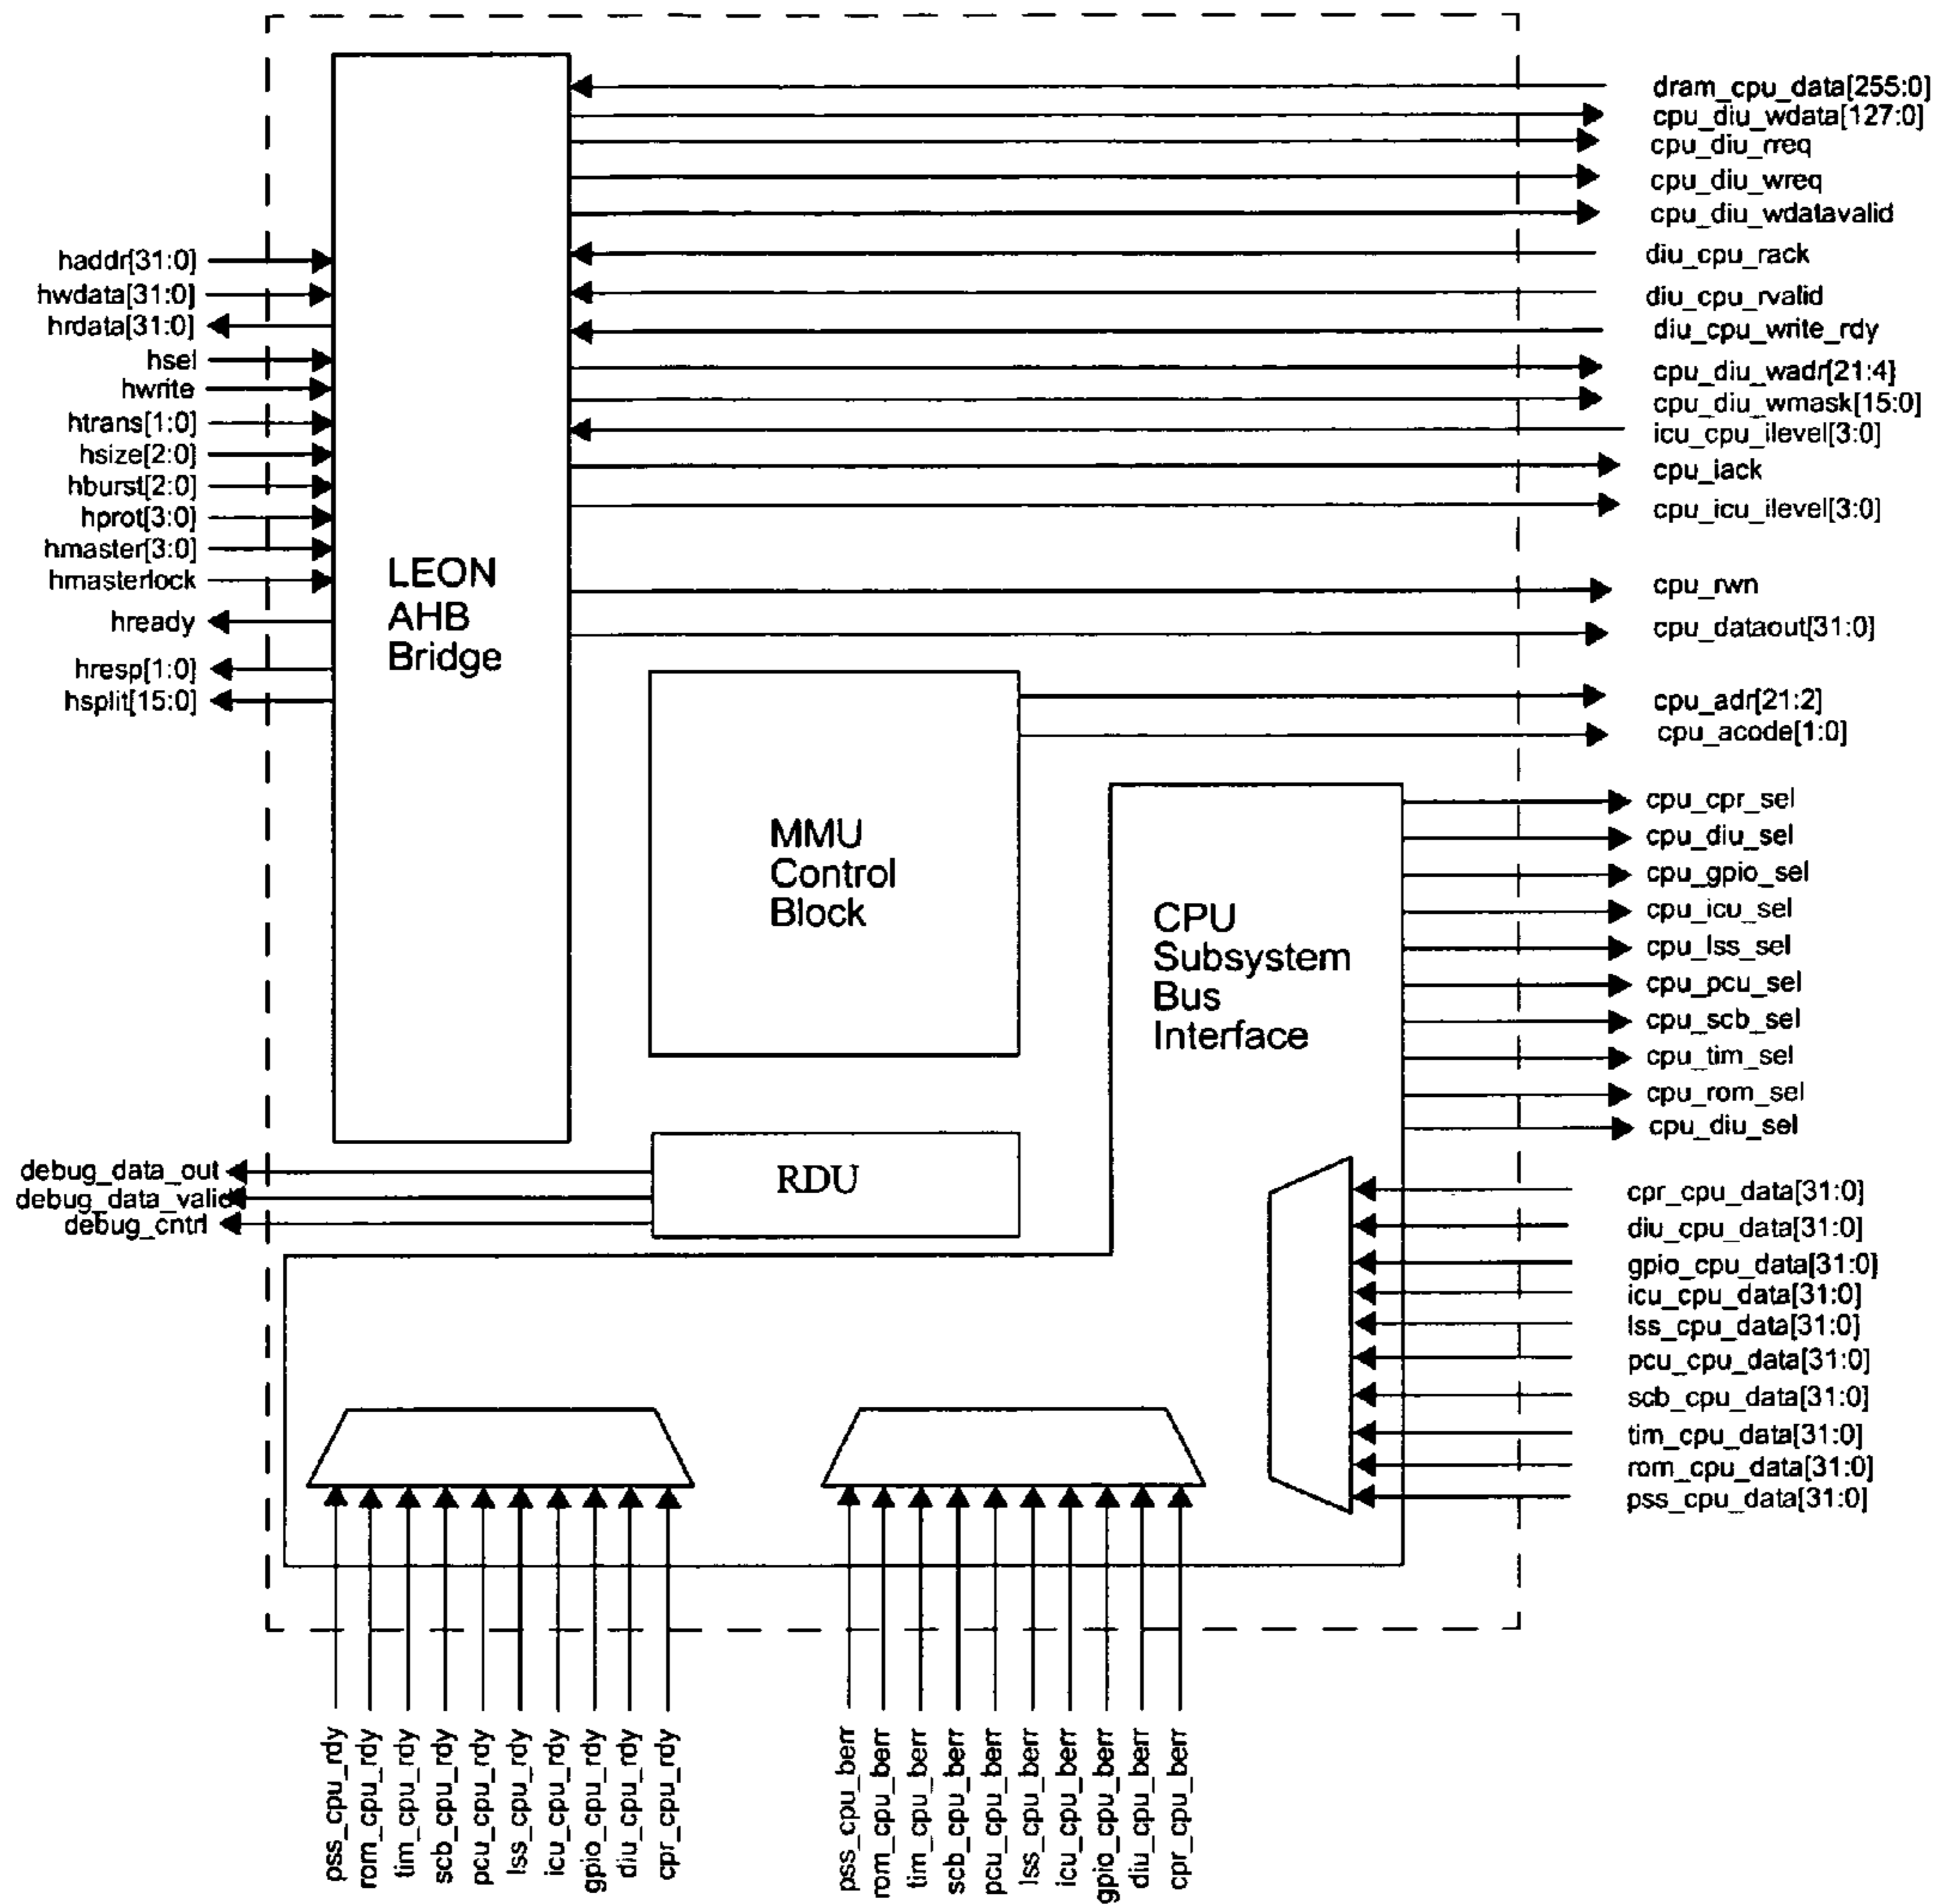 haddr[31:0]
hwdata[31:0]
hrdata[31:0]
hsel
hwrite
htrans[1:0]
hsize[2:0]
hburst[2:0]
hprot[3:0]
hmaster[3:0]
hmasterlock
hready
hresp[1:0]
hsplit[15:0]
debug_data_out
debug_data_valid
debug_cntrl
LEON
AHB
Bridge
MMU
Control
Block
RDU
CPU
Subsystem
Bus
Interface
dram_cpu_data[255:0]
cpu_diu_wdata[127:0]
cpu_diu_rreq
cpu_diu_wreq
cpu_diu_wdatavalid
diu_cpu_rack
diu_cpu_rvalid
diu_cpu_write_rdy
cpu_diu_wadr[21:4]
cpu_diu_wmask[15:0]
icu_cpu_ilevel[3:0]
cpu_iack
cpu_icu_ilevel[3:0]
cpu_rwn
cpu_dataout[31:0]
cpu_adr[21:2]
cpu_acode[1:0]
cpu_cpr_sel
cpu_diu_sel
cpu_gpio_sel
cpu_icu_sel
cpu_lss_sel
cpu_pcu_sel
cpu_scb_sel
cpu_tim_sel
cpu_rom_sel
cpu_diu_sel
cpr_cpu_data[31:0]
diu_cpu_data[31:0]
gpio_cpu_data[31:0]
icu_cpu_data[31:0]
lss_cpu_data[31:0]
pcu_cpu_data[31:0]
scb_cpu_data[31:0]
tim_cpu_data[31:0]
rom_cpu_data[31:0]
pss_cpu_data[31:0]
pss_cpu_rdy
rom_cpu_rdy
tim_cpu_rdy
scb_cpu_rdy
pcu_cpu_rdy
lss_cpu_rdy
icu_cpu_rdy
gpio_cpu_rdy
diu_cpu_rdy
cpr_cpu_rdy
pss_cpu_berr
rom_cpu_berr
tim_cpu_berr
scb_cpu_berr
pcu_cpu_berr
lss_cpu_berr
icu_cpu_berr
gpio_cpu_berr
diu_cpu_berr
cpr_cpu_berr